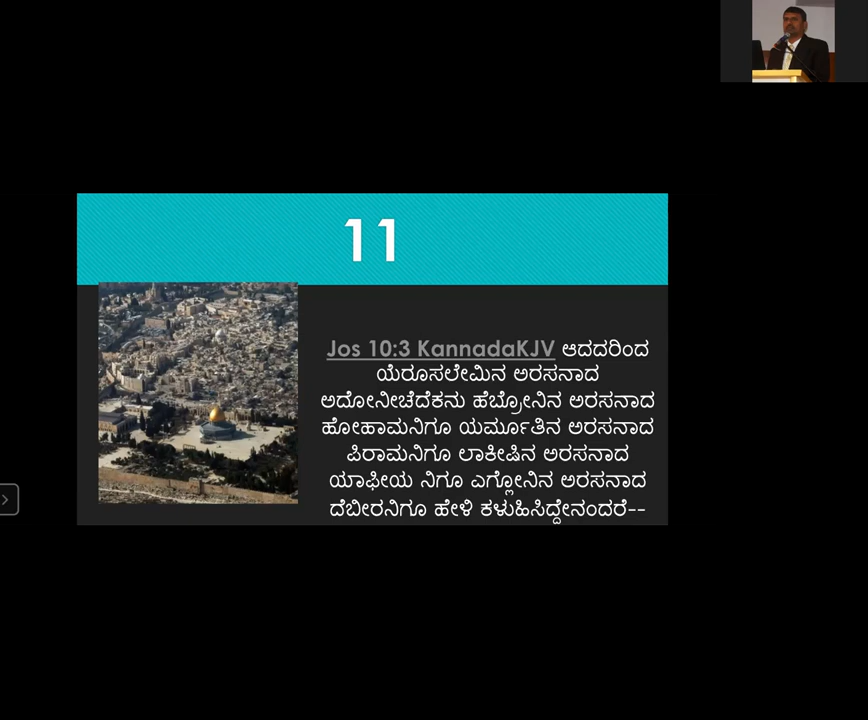 11
Jos 10:3 KannadaKJV ಆದದರಿಂದ
ಯೆರೂಸಲೇಮಿನ ಅರಸನಾದ
ಅದೋನೀಚೆದೆಕನು ಹೆಬ್ರೋನಿನ ಅರಸನಾದ
ಹೋಹಾಮನಿಗೂ ಯರ್ಮೂತಿನ ಅರಸನಾದ
ಪಿರಾಮನಿಗೂ ಲಾಕೀಷಿನ ಅರಸನಾದ
ಯಾಫೀಯ ನಿಗೂ ಎಗ್ಲೋನಿನ ಅರಸನಾದ
ದೆಬೀರನಿಗೂ ಹೇಳಿ ಕಳುಹಿಸಿದ್ದೇನಂದರೆ--